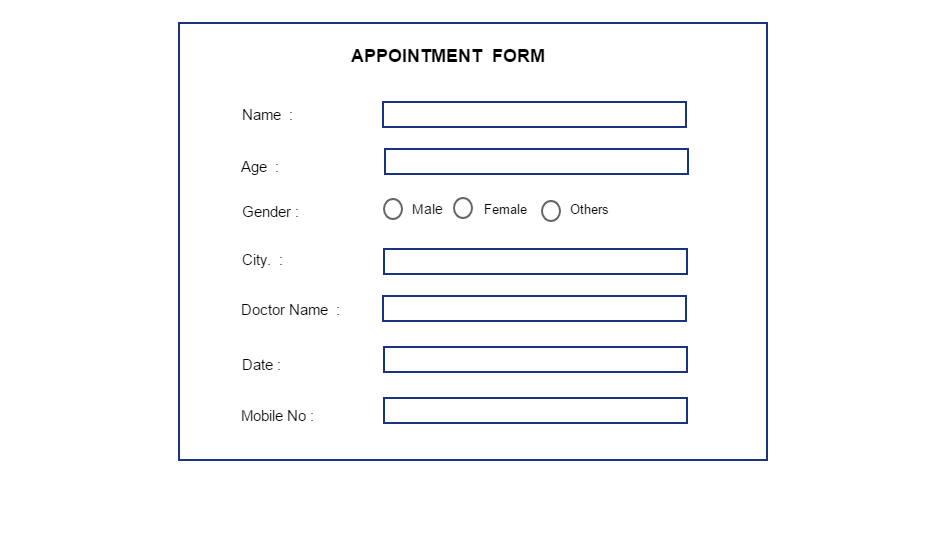 APPOINTMENT  FORM
Name  :
Age  :
Gender : Male Female Others
City.  :
Doctor Name  :
Date :
Mobile No :